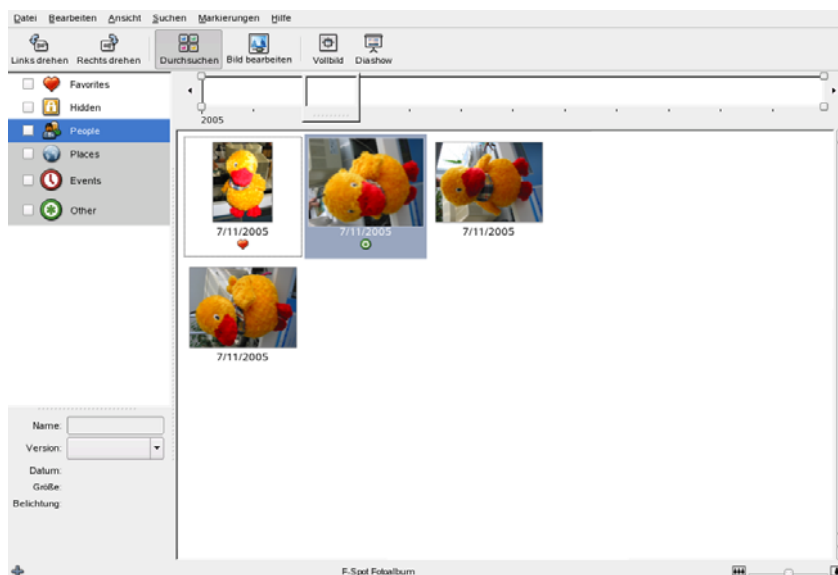 Datei Bearbeiten Ansicht Suchen Markierungen Hilfe
Links drehen Rechts drehen Durchsuchen Bild bearbeiten Vollbild Diashow
Favorites
Hidden
People
Places
Events
Other
2005
7/11/2005 7/11/2005 7/11/2005
7/11/2005
Name:
Version:
Datum:
Größe:
Belichtung:
F-Spot Fotoalbum